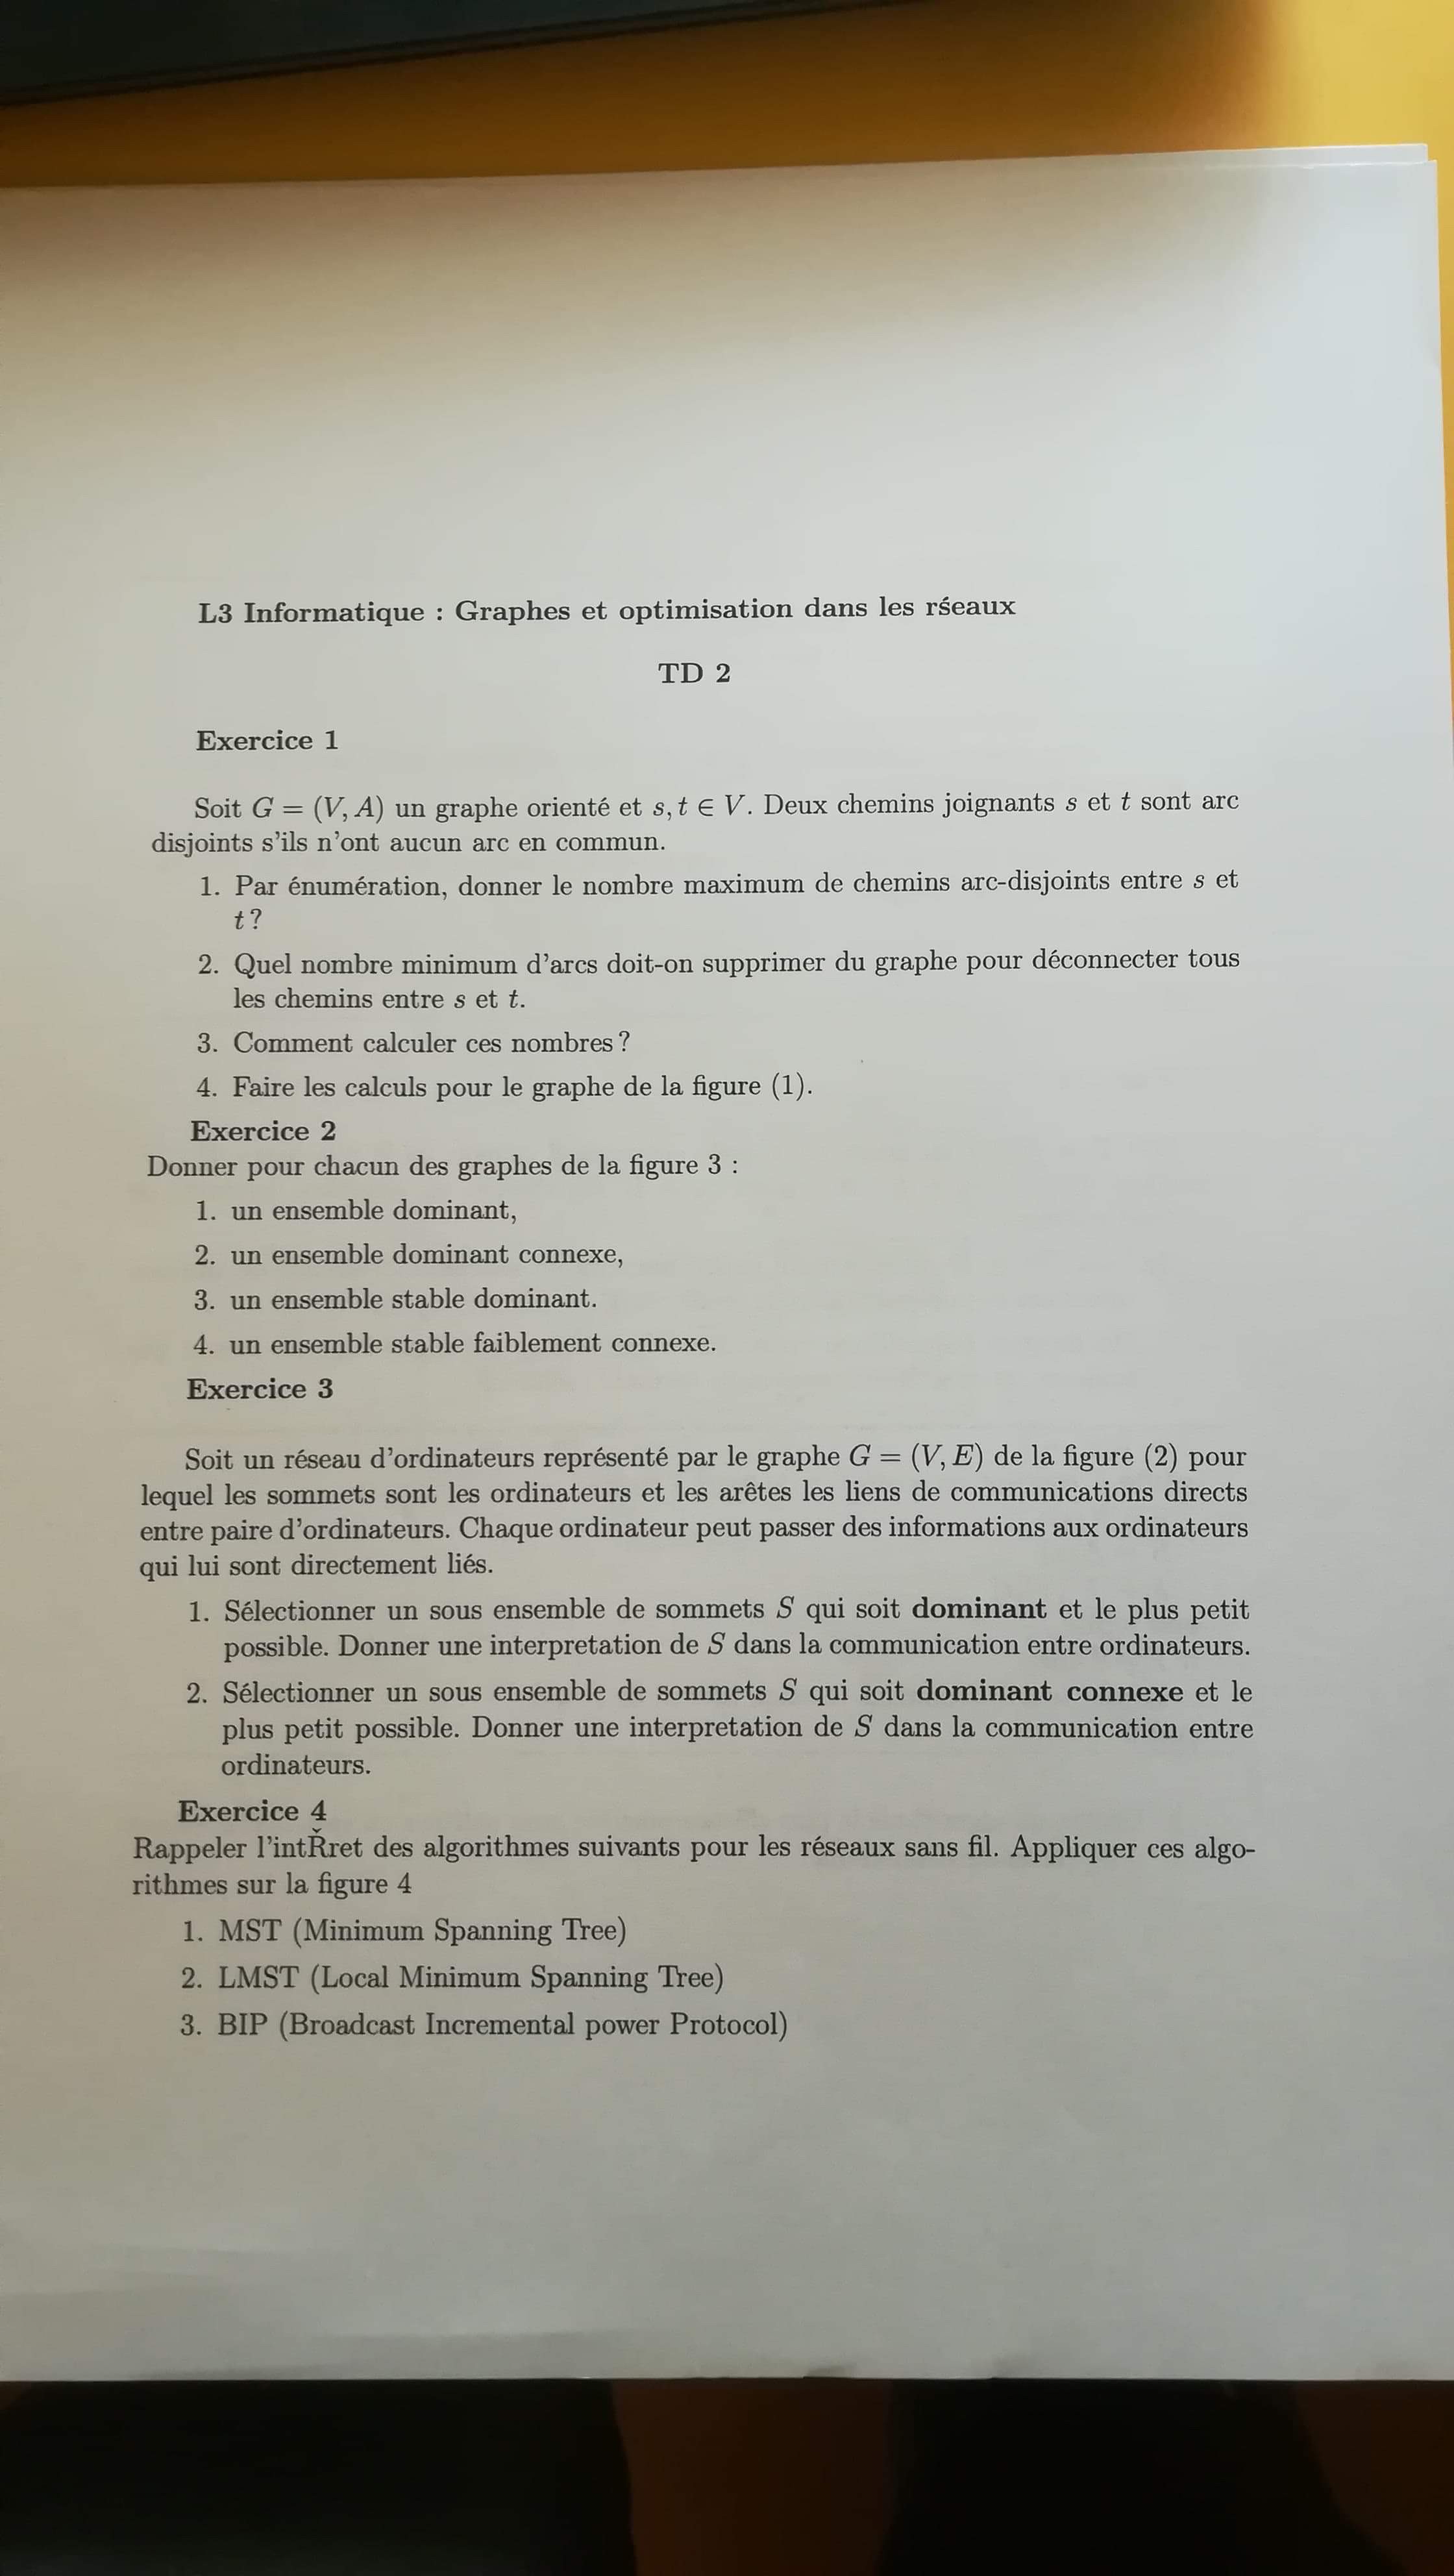 L3 Informatique : Graphes et optimisation dans les rśeaux
TD 2
Exercice 1
Soit G = (V, A) un graphe orienté et s, t ∈ V. Deux chemins joignants s et t sont arc
disjoints s'ils n'ont aucun arc en commun.
1. Par énumération, donner le nombre maximum de chemins arc-disjoints entre s et
t ?
2. Quel nombre minimum d'arcs doit-on supprimer du graphe pour déconnecter tous
les chemins entre s et t.
3. Comment calculer ces nombres ?
4. Faire les calculs pour le graphe de la figure (1).
Exercice 2
Donner pour chacun des graphes de la figure 3 :
1. un ensemble dominant,
2. un ensemble dominant connexe,
3. un ensemble stable dominant.
4. un ensemble stable faiblement connexe.
Exercice 3
Soit un réseau d'ordinateurs représenté par le graphe G = (V, E) de la figure (2) pour
lequel les sommets sont les ordinateurs et les arêtes les liens de communications directs
entre paire d'ordinateurs. Chaque ordinateur peut passer des informations aux ordinateurs
qui lui sont directement liés.
1. Sélectionner un sous ensemble de sommets S qui soit dominant et le plus petit
possible. Donner une interpretation de S dans la communication entre ordinateurs.
2. Sélectionner un sous ensemble de sommets S qui soit dominant connexe et le
plus petit possible. Donner une interpretation de S dans la communication entre
ordinateurs.
Exercice 4
Rappeler l'intŘret des algorithmes suivants pour les réseaux sans fil. Appliquer ces algo-
rithmes sur la figure 4
1. MST (Minimum Spanning Tree)
2. LMST (Local Minimum Spanning Tree)
3. BIP (Broadcast Incremental power Protocol)